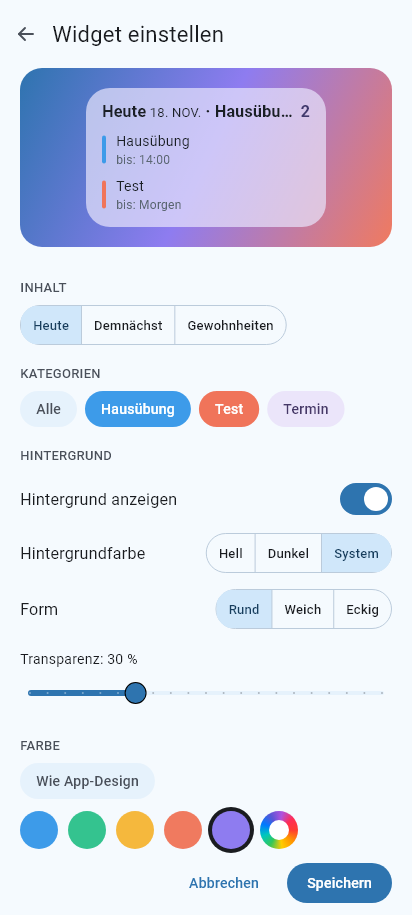 Widget einstellen
Heute 18. NOV. · Hausübu... 2
Hausübung
bis: 14:00
Test
bis: Morgen
INHALT
Heute Demnächst Gewohnheiten
KATEGORIEN
Alle Hausübung Test Termin
HINTERGRUND
Hintergrund anzeigen
Hintergrundfarbe Hell Dunkel System
Form Rund Weich Eckig
Transparenz: 30 %
FARBE
Wie App-Design
Abbrechen Speichern